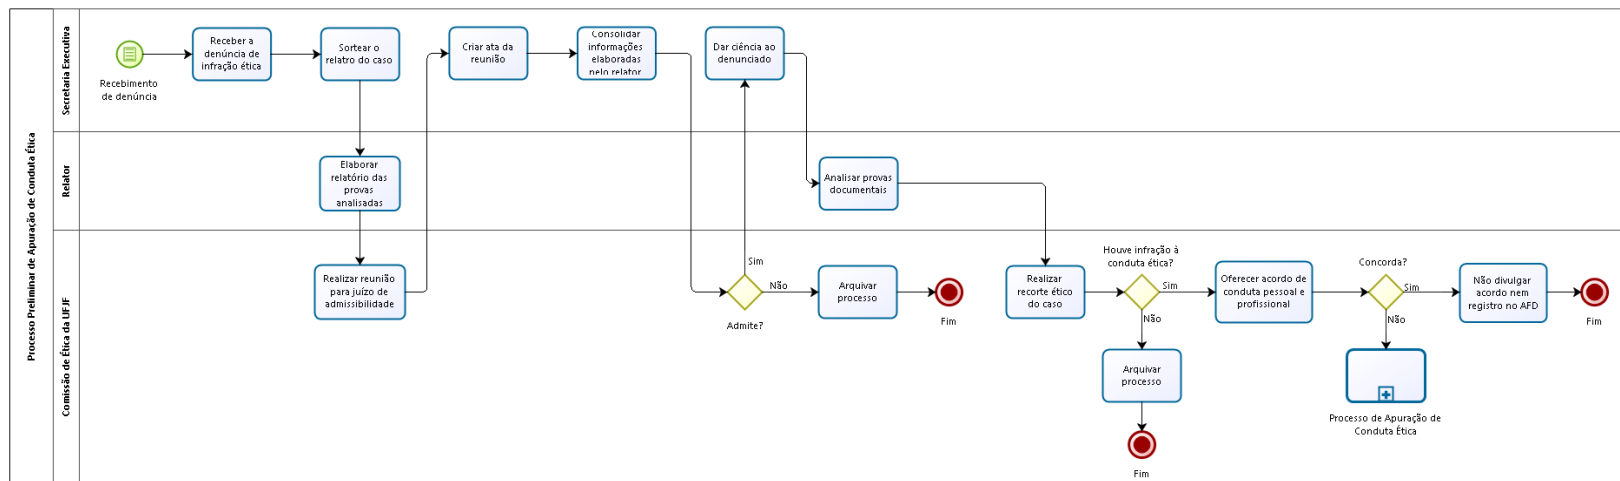 Processo Preliminar de Apuração de Conduta Ética
Secretaria Executiva
Recebimento
de denúncia
Receber a
denúncia de
infração ética
Sortear o
relatro do caso
Criar ata da
reunião
Consolidar
informações
elaboradas
pelo relator
Dar ciência ao
denunciado
Relator
Elaborar
relatório das
provas
analisadas
Analisar provas
documentais
Comissão de Ética da UFJF
Realizar reunião
para juízo de
admissibilidade
Sim
Não
Admite?
Arquivar
processo
Fim
Realizar
recorte ético
do caso
Houve infração à
conduta ética?
Sim
Não
Arquivar
processo
Fim
Oferecer acordo de
conduta pessoal e
profissional
Concorda?
Sim
Não
Não divulgar
acordo nem
registro no AFD
Fim
Processo de Apuração de
Conduta Ética